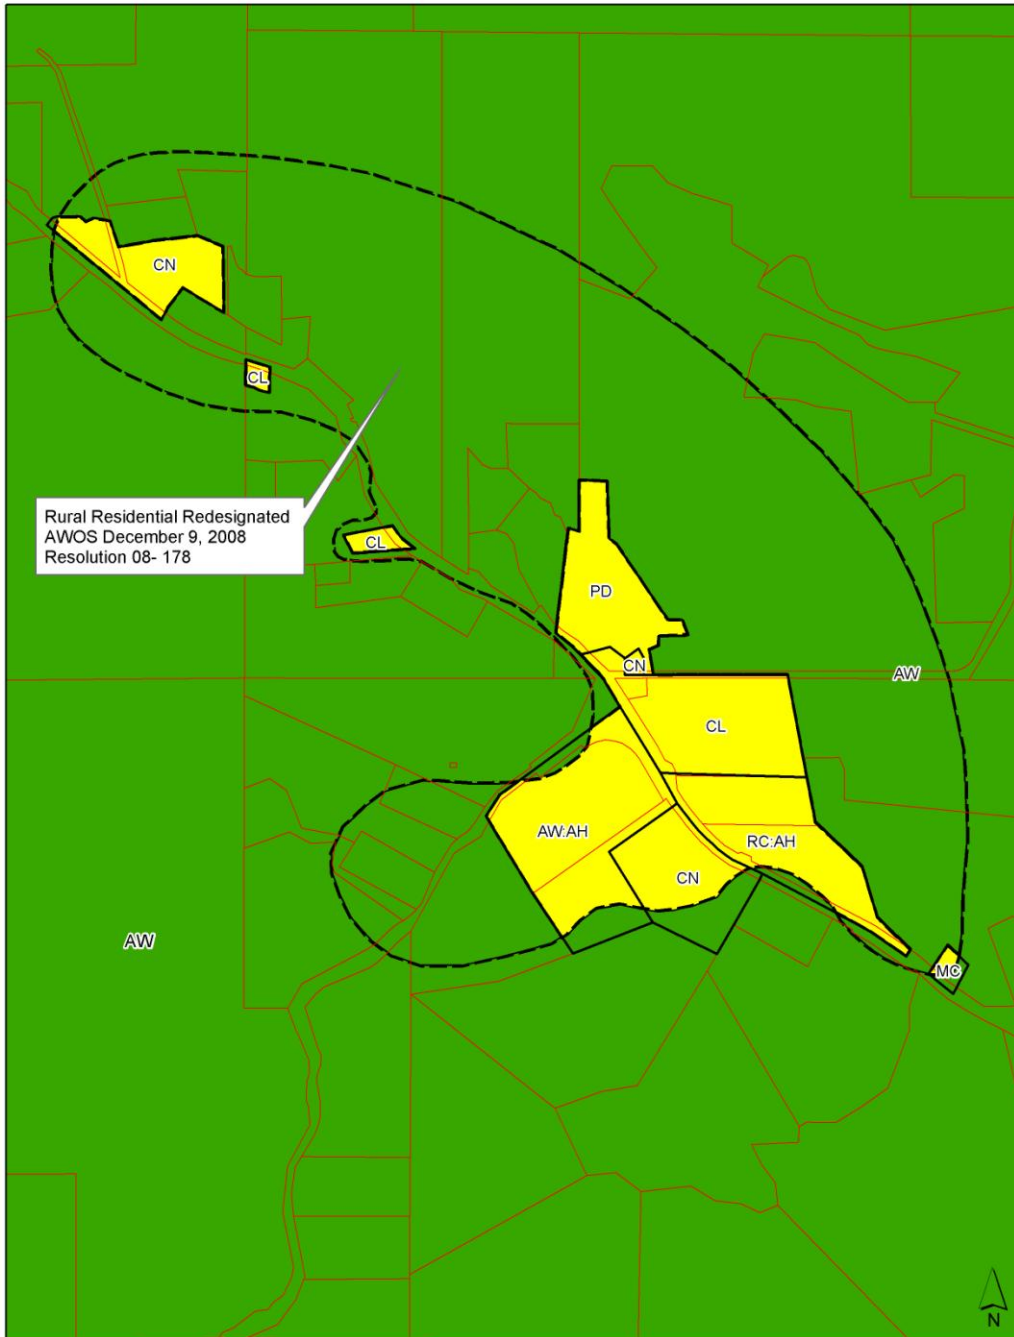 CN
CL
Rural Residential Redesignated
AWOS December 9, 2008
Resolution 08- 178
CL
PD
CN
AW
CL
AW:AH
RC:AH
CN
AW
MC
N